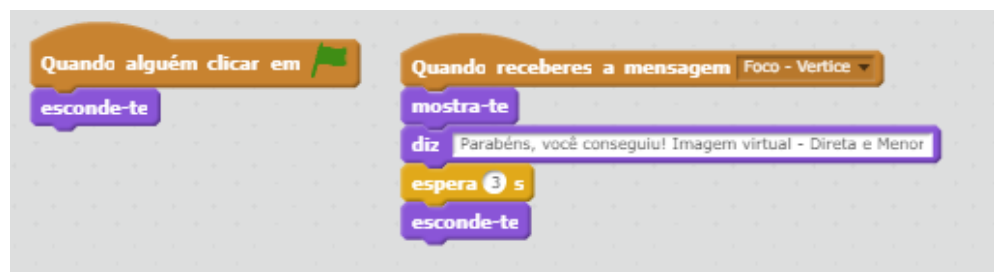 Quando alguém clicar em
esconde-te
Quando receberes a mensagem Foco - Vertice
mostra-te
diz Parabéns, você conseguiu! Imagem virtual - Direta e Menor
espera 3 s
esconde-te